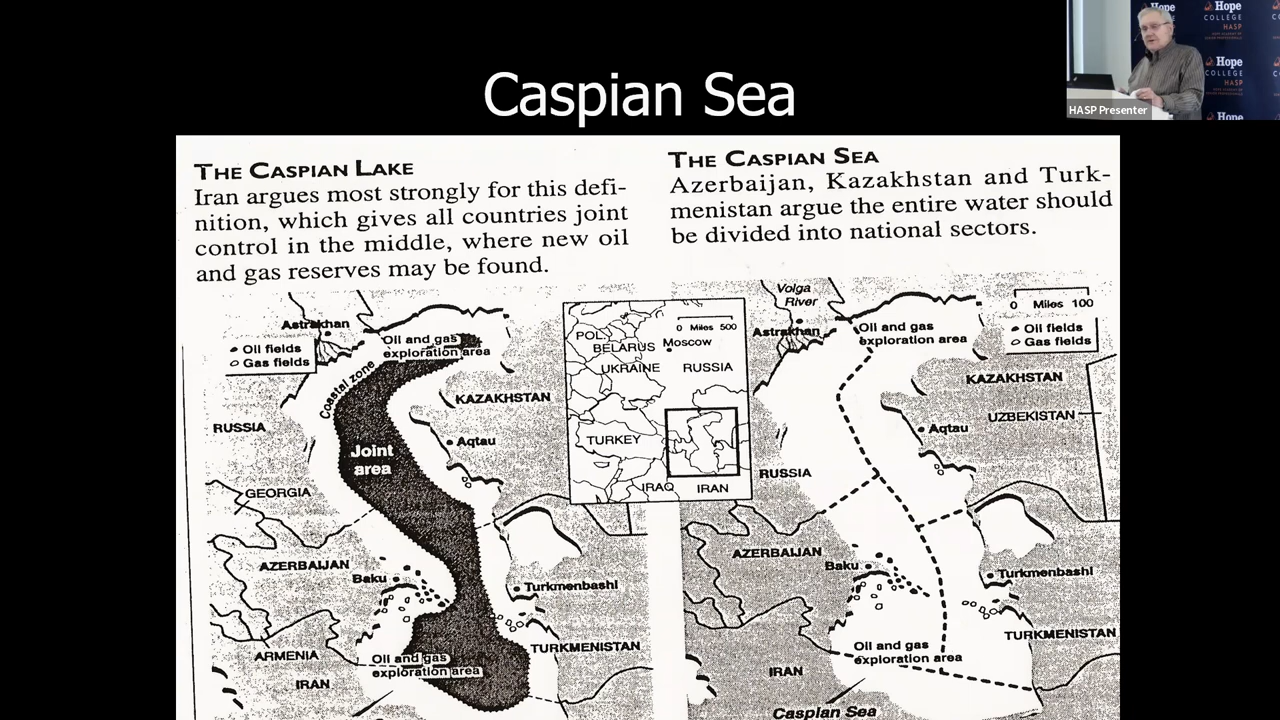 Caspian Sea
THE CASPIAN LAKE
Iran argues most strongly for this defi-
nition, which gives all countries joint
control in the middle, where new oil
and gas reserves may be found.
THE CASPIAN SEA
Azerbaijan, Kazakhstan and Turk-
menistan argue the entire water should
be divided into national sectors.
Astrakhan
Oil fields
Gas fields
Oil and gas
exploration area
Coastal zone
KAZAKHSTAN
RUSSIA
Joint
area
Aqtau
GEORGIA
AZERBAIJAN
Baku
Turkmenbashi
ARMENIA
Oil and gas
exploration area
TURKMENISTAN
IRAN
0 Miles 500
POL.
BELARUS
Moscow
UKRAINE
RUSSIA
TURKEY
IRAQ
IRAN
Volga
River
Astrakhan
Oil and gas
exploration area
0 Miles 100
Oil fields
Gas fields
KAZAKHSTAN
UZBEKISTAN
Aqtau
RUSSIA
AZERBAIJAN
Baku
Turkmenbashi
TURKMENISTAN
Oil and gas
exploration area
IRAN
Caspian Sea
HASP Presenter
Hope
COLLEGE
HASP
Hope
COLLEGE
HASP
Hope